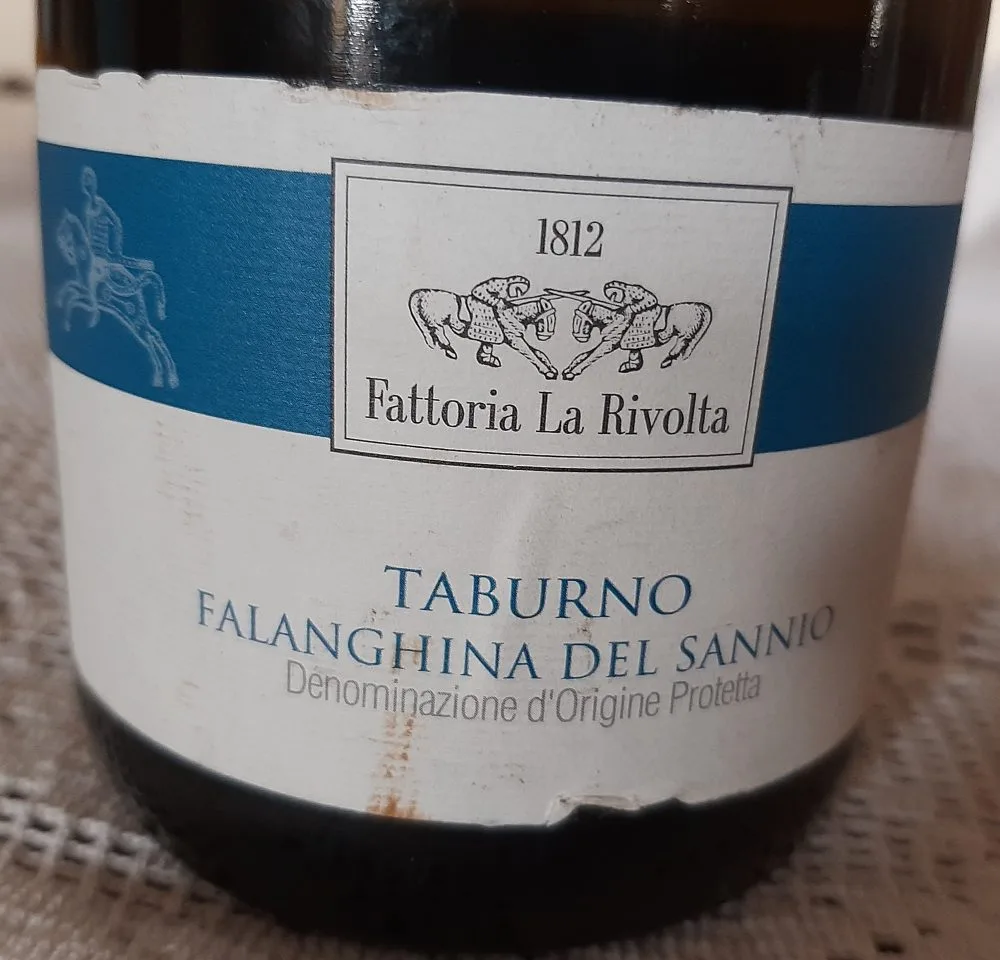 1812
Fattoria La Rivolta
TABURNO
FALANGHINA DEL SANNIO
Denominazione d'Origine Protetta